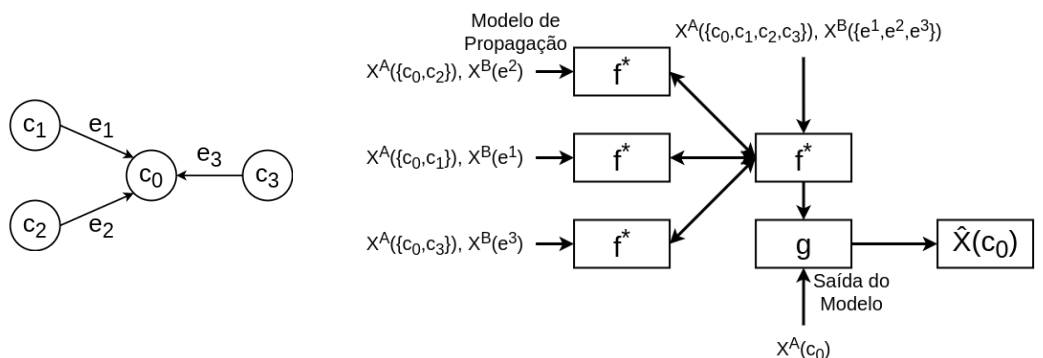 c1
e1
c0
e3
c3
c2
e2
Modelo de
Propagação
X^A({c0,c1,c2,c3}), X^B({e^1,e^2,e^3})
X^A({c0,c2}), X^B(e^2)
f*
X^A({c0,c1}), X^B(e^1)
f*
f*
X^A({c0,c3}), X^B(e^3)
f*
g
X̂(c0)
Saída do
Modelo
X^A(c0)